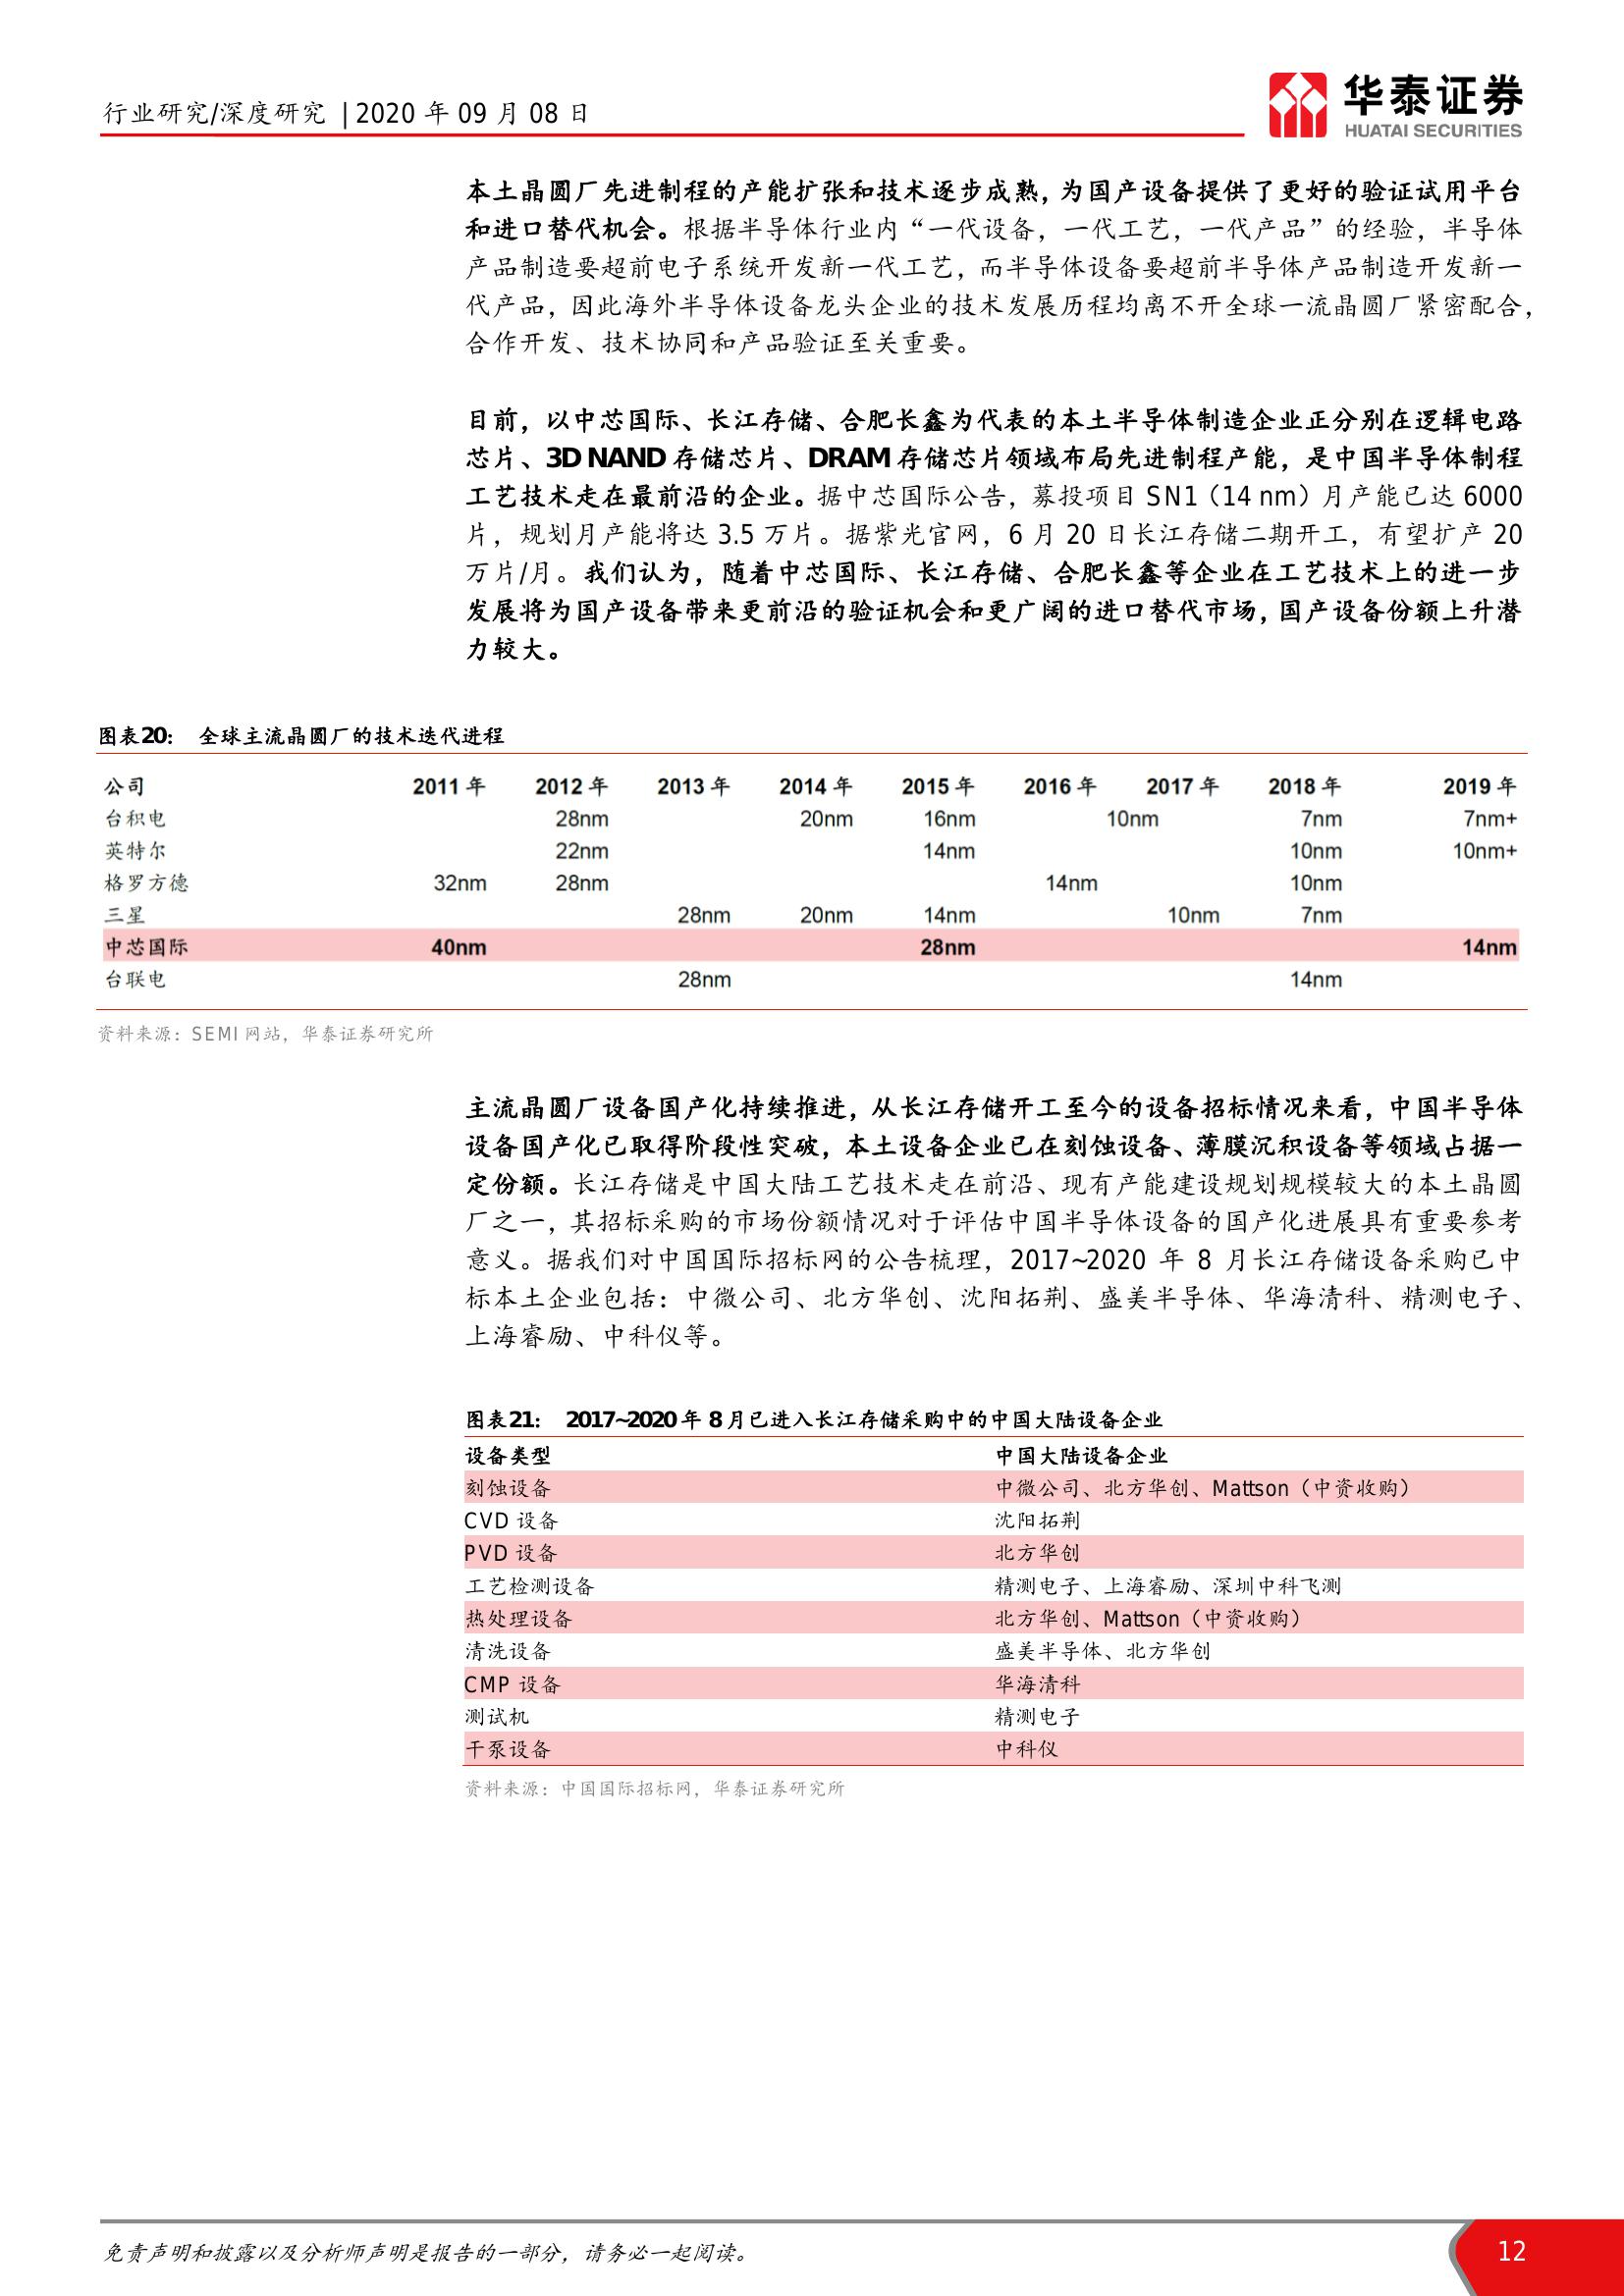 行业研究/深度研究 | 2020 年 09 月 08 日
华泰证券
HUATAI SECURITIES
本土晶圆厂先进制程的产能扩张和技术逐步成熟，为国产设备提供了更好的验证试用平台
和进口替代机会。根据半导体行业内“一代设备，一代工艺，一代产品”的经验，半导体
产品制造要超前电子系统开发新一代工艺，而半导体设备要超前半导体产品制造开发新一
代产品，因此海外半导体设备龙头企业的技术发展历程均离不开全球一流晶圆厂紧密配合，
合作开发、技术协同和产品验证至关重要。
目前，以中芯国际、长江存储、合肥长鑫为代表的本土半导体制造企业正分别在逻辑电路
芯片、3D NAND 存储芯片、DRAM 存储芯片领域布局先进制程产能，是中国半导体制程
工艺技术走在最前沿的企业。据中芯国际公告，募投项目 SN1（14 nm）月产能已达 6000
片，规划月产能将达 3.5 万片。据紫光官网，6 月 20 日长江存储二期开工，有望扩产 20
万片/月。我们认为，随着中芯国际、长江存储、合肥长鑫等企业在工艺技术上的进一步
发展将为国产设备带来更前沿的验证机会和更广阔的进口替代市场，国产设备份额上升潜
力较大。
图表20： 全球主流晶圆厂的技术迭代进程
公司 2011 年 2012 年 2013 年 2014 年 2015 年 2016 年 2017 年 2018 年 2019 年
台积电 28nm 20nm 16nm 10nm 7nm 7nm+
英特尔 22nm 14nm 10nm 10nm+
格罗方德 32nm 28nm 14nm 10nm
三星 28nm 20nm 14nm 10nm 7nm
中芯国际 40nm 28nm 14nm
台联电 28nm 14nm
资料来源：SEMI 网站，华泰证券研究所
主流晶圆厂设备国产化持续推进，从长江存储开工至今的设备招标情况来看，中国半导体
设备国产化已取得阶段性突破，本土设备企业已在刻蚀设备、薄膜沉积设备等领域占据一
定份额。长江存储是中国大陆工艺技术走在前沿、现有产能建设规划规模较大的本土晶圆
厂之一，其招标采购的市场份额情况对于评估中国半导体设备的国产化进展具有重要参考
意义。据我们对中国国际招标网的公告梳理，2017~2020 年 8 月长江存储设备采购已中
标本土企业包括：中微公司、北方华创、沈阳拓荆、盛美半导体、华海清科、精测电子、
上海睿励、中科仪等。
图表21： 2017~2020 年 8 月已进入长江存储采购中的中国大陆设备企业
设备类型 中国大陆设备企业
刻蚀设备 中微公司、北方华创、Mattson（中资收购）
CVD 设备 沈阳拓荆
PVD 设备 北方华创
工艺检测设备 精测电子、上海睿励、深圳中科飞测
热处理设备 北方华创、Mattson（中资收购）
清洗设备 盛美半导体、北方华创
CMP 设备 华海清科
测试机 精测电子
干泵设备 中科仪
资料来源：中国国际招标网，华泰证券研究所
免责声明和披露以及分析师声明是报告的一部分，请务必一起阅读。 12